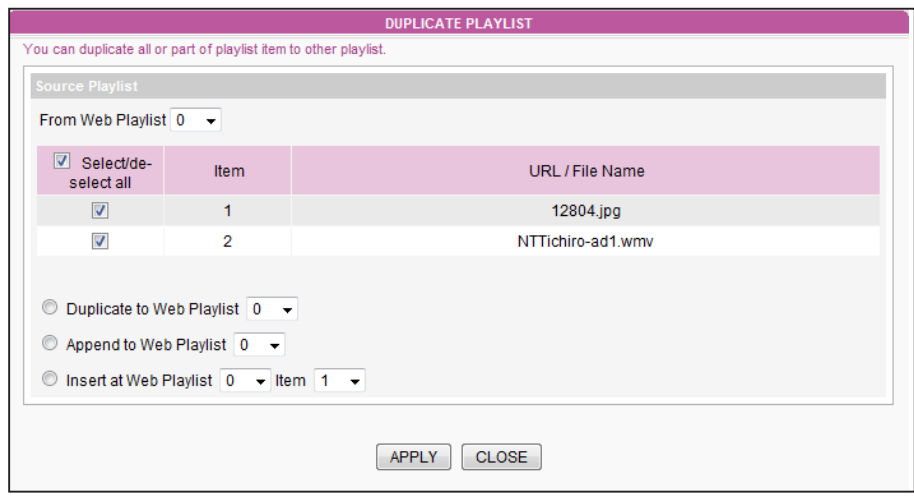 DUPLICATE PLAYLIST
You can duplicate all or part of playlist item to other playlist.
Source Playlist
From Web Playlist 0
Select/de-
select all
Item
URL / File Name
1
12804.jpg
2
NTTichiro-ad1.wmv
Duplicate to Web Playlist 0
Append to Web Playlist 0
Insert at Web Playlist 0 Item 1
APPLY CLOSE